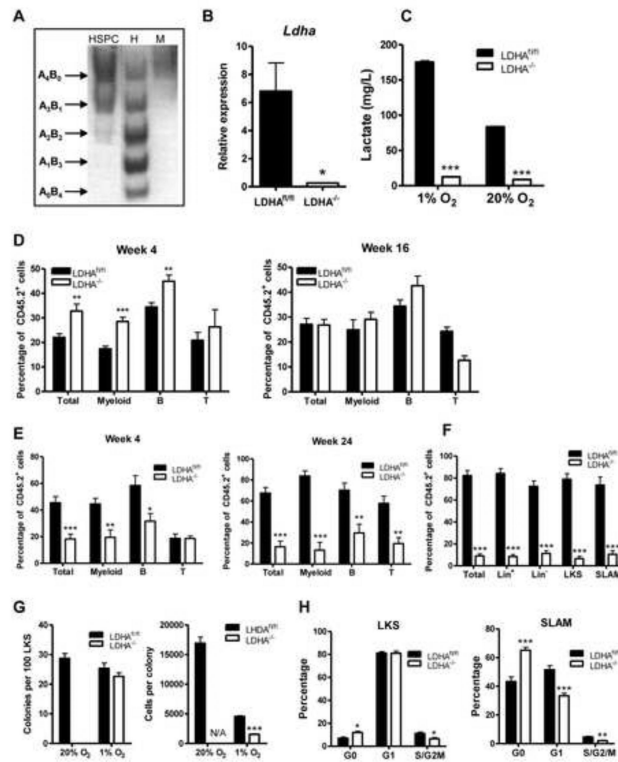 A
HSPC H M
A4B0
A3B1
A2B2
A1B3
A0B4
B
Ldha
Relative expression
8
6
4
2
0
*
LDHAfl/fl LDHA-/-
C
LDHAfl/fl
LDHA-/-
Lactate (mg/L)
200
150
100
50
0
*** ***
1% O2 20% O2
D
Week 4
LDHAfl/fl
LDHA-/-
Percentage of CD45.2+ cells
50
40
30
20
10
0
** *** **
Total Myeloid B T
Week 16
LDHAfl/fl
LDHA-/-
Percentage of CD45.2+ cells
50
40
30
20
10
0
Total Myeloid B T
E
Week 4
LDHAfl/fl
LDHA-/-
Percentage of CD45.2+ cells
80
60
40
20
0
*** ** *
Total Myeloid B T
Week 24
LDHAfl/fl
LDHA-/-
Percentage of CD45.2+ cells
100
80
60
40
20
0
*** *** ** **
Total Myeloid B T
F
LDHAfl/fl
LDHA-/-
Percentage of CD45.2+ cells
100
80
60
40
20
0
*** *** *** *** ***
Total Lin+ Lin- LKS SLAM
G
LDHAfl/fl
LDHA-/-
Colonies per 100 LKS
40
30
20
10
0
20% O2 1% O2
LHDAfl/fl
LDHA-/-
Cells per colony
20000
15000
10000
5000
0
N/A ***
20% O2 1% O2
H
LKS
LDHAfl/fl
LDHA-/-
Percentage
100
80
60
40
20
0
* *
G0 G1 S/G2M
SLAM
LDHAfl/fl
LDHA-/-
Percentage
80
60
40
20
0
*** *** **
G0 G1 S/G2/M